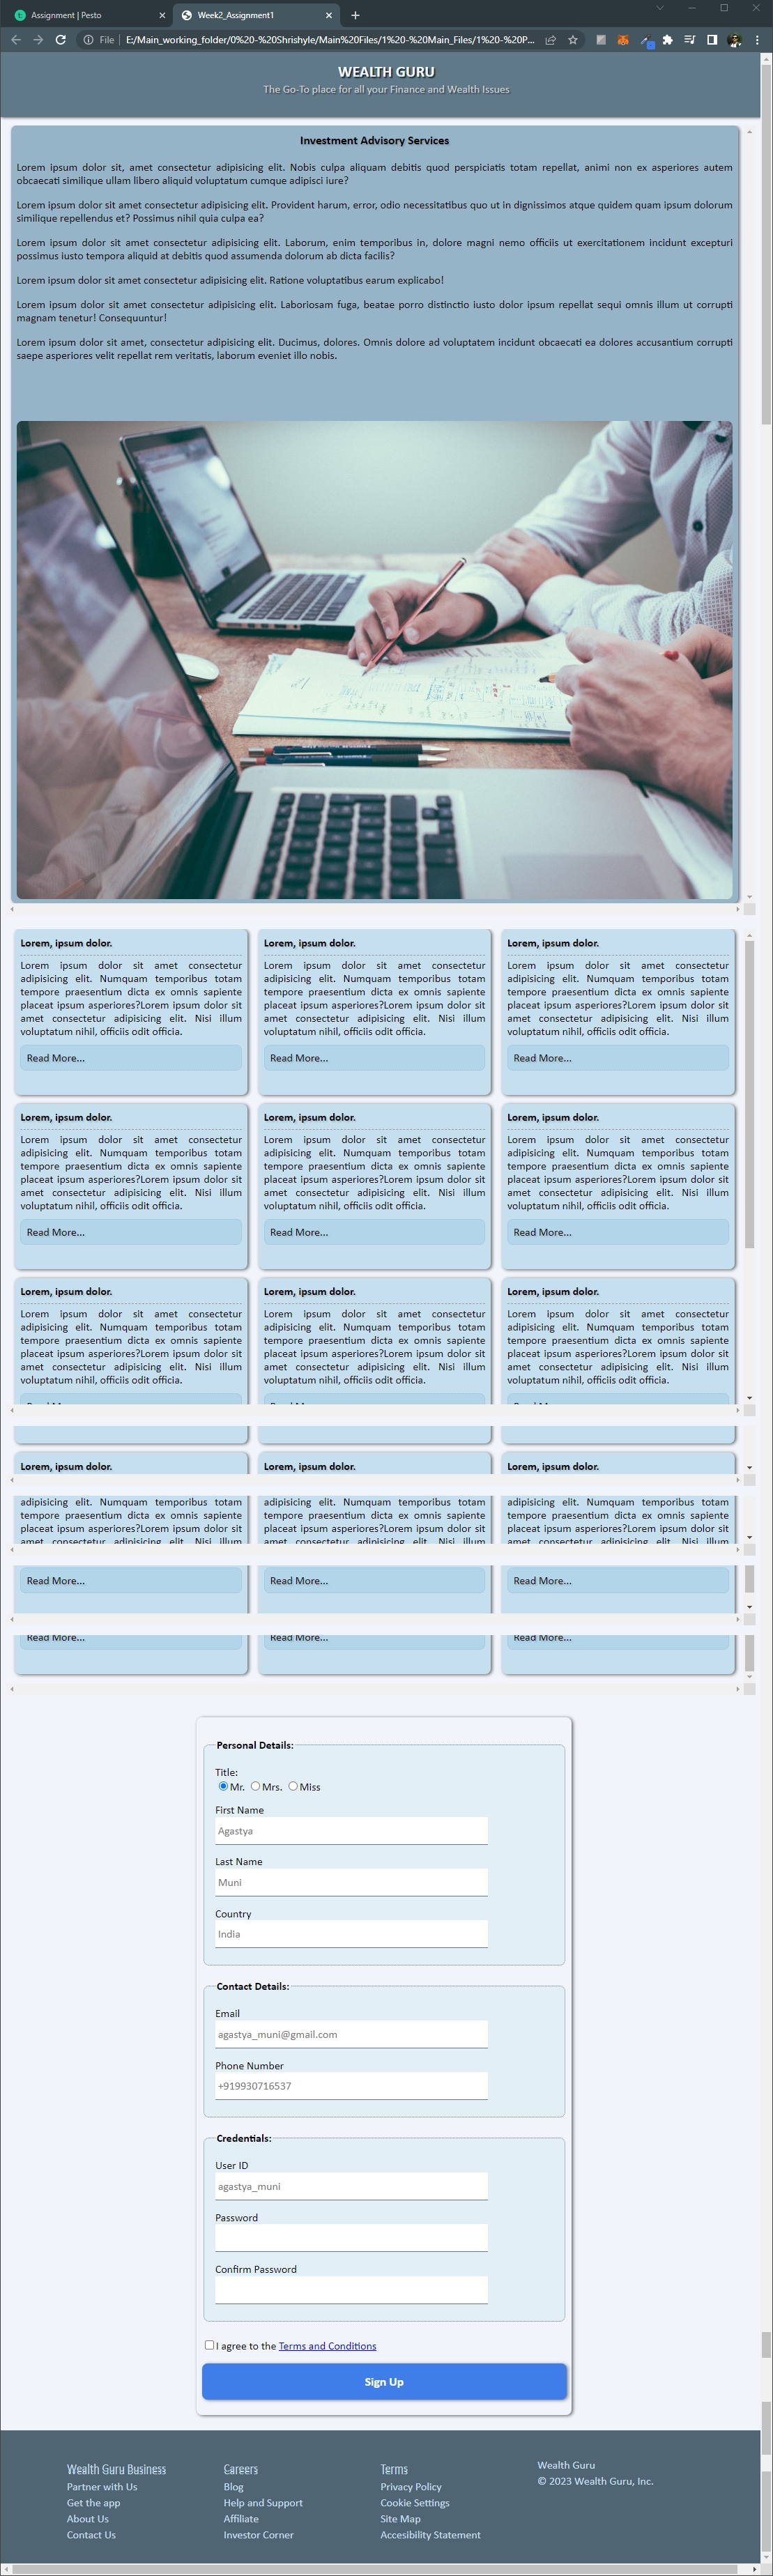 Assignment | Pesto
Week2_Assignment1
File
E:/Main_working_folder/0%20-%20Shrishyle/Main%20Files/1%20-%20Main_Files/1%20-%20P...
WEALTH GURU
The Go-To place for all your Finance and Wealth Issues
Investment Advisory Services
Lorem ipsum dolor sit, amet consectetur adipisicing elit. Nobis culpa aliquam debitis quod perspiciatis totam repellat, animi non ex asperiores autem
obcaecati similique ullam libero aliquid voluptatum cumque adipisci iure?
Lorem ipsum dolor sit amet consectetur adipisicing elit. Provident harum, error, odio necessitatibus quo ut in dignissimos atque quidem quam ipsum dolorum
similique repellendus et? Possimus nihil quia culpa ea?
Lorem ipsum dolor sit amet consectetur adipisicing elit. Laborum, enim temporibus in, dolore magni nemo officiis ut exercitationem incidunt excepturi
possimus iusto tempora aliquid at debitis quod assumenda dolorum ab dicta facilis?
Lorem ipsum dolor sit amet consectetur adipisicing elit. Ratione voluptatibus earum explicabo!
Lorem ipsum dolor sit amet consectetur adipisicing elit. Laboriosam fuga, beatae porro distinctio iusto dolor ipsum repellat sequi omnis illum ut corrupti
magnam tenetur! Consequuntur!
Lorem ipsum dolor sit amet, consectetur adipisicing elit. Ducimus, dolores. Omnis dolore ad voluptatem incidunt obcaecati ea dolores accusantium corrupti
saepe asperiores velit repellat rem veritatis, laborum eveniet illo nobis.
Lorem, ipsum dolor.
Lorem ipsum dolor sit amet consectetur
adipisicing elit. Numquam temporibus totam
tempore praesentium dicta ex omnis sapiente
placeat ipsum asperiores?Lorem ipsum dolor sit
amet consectetur adipisicing elit. Nisi illum
voluptatum nihil, officiis odit officia.
Read More...
Lorem, ipsum dolor.
Lorem ipsum dolor sit amet consectetur
adipisicing elit. Numquam temporibus totam
tempore praesentium dicta ex omnis sapiente
placeat ipsum asperiores?Lorem ipsum dolor sit
amet consectetur adipisicing elit. Nisi illum
voluptatum nihil, officiis odit officia.
Read More...
Lorem, ipsum dolor.
Lorem ipsum dolor sit amet consectetur
adipisicing elit. Numquam temporibus totam
tempore praesentium dicta ex omnis sapiente
placeat ipsum asperiores?Lorem ipsum dolor sit
amet consectetur adipisicing elit. Nisi illum
voluptatum nihil, officiis odit officia.
Read More...
Lorem, ipsum dolor.
Lorem ipsum dolor sit amet consectetur
adipisicing elit. Numquam temporibus totam
tempore praesentium dicta ex omnis sapiente
placeat ipsum asperiores?Lorem ipsum dolor sit
amet consectetur adipisicing elit. Nisi illum
voluptatum nihil, officiis odit officia.
Read More...
Lorem, ipsum dolor.
Lorem ipsum dolor sit amet consectetur
adipisicing elit. Numquam temporibus totam
tempore praesentium dicta ex omnis sapiente
placeat ipsum asperiores?Lorem ipsum dolor sit
amet consectetur adipisicing elit. Nisi illum
voluptatum nihil, officiis odit officia.
Read More...
Lorem, ipsum dolor.
Lorem ipsum dolor sit amet consectetur
adipisicing elit. Numquam temporibus totam
tempore praesentium dicta ex omnis sapiente
placeat ipsum asperiores?Lorem ipsum dolor sit
amet consectetur adipisicing elit. Nisi illum
voluptatum nihil, officiis odit officia.
Read More...
Lorem, ipsum dolor.
Lorem ipsum dolor sit amet consectetur
adipisicing elit. Numquam temporibus totam
tempore praesentium dicta ex omnis sapiente
placeat ipsum asperiores?Lorem ipsum dolor sit
amet consectetur adipisicing elit. Nisi illum
voluptatum nihil, officiis odit officia.
Lorem, ipsum dolor.
Lorem ipsum dolor sit amet consectetur
adipisicing elit. Numquam temporibus totam
tempore praesentium dicta ex omnis sapiente
placeat ipsum asperiores?Lorem ipsum dolor sit
amet consectetur adipisicing elit. Nisi illum
voluptatum nihil, officiis odit officia.
Lorem, ipsum dolor.
Lorem ipsum dolor sit amet consectetur
adipisicing elit. Numquam temporibus totam
tempore praesentium dicta ex omnis sapiente
placeat ipsum asperiores?Lorem ipsum dolor sit
amet consectetur adipisicing elit. Nisi illum
voluptatum nihil, officiis odit officia.
Lorem, ipsum dolor.
Lorem, ipsum dolor.
Lorem, ipsum dolor.
adipisicing elit. Numquam temporibus totam
tempore praesentium dicta ex omnis sapiente
placeat ipsum asperiores?Lorem ipsum dolor sit
amet consectetur adipisicing elit. Nisi illum
adipisicing elit. Numquam temporibus totam
tempore praesentium dicta ex omnis sapiente
placeat ipsum asperiores?Lorem ipsum dolor sit
amet consectetur adipisicing elit. Nisi illum
adipisicing elit. Numquam temporibus totam
tempore praesentium dicta ex omnis sapiente
placeat ipsum asperiores?Lorem ipsum dolor sit
amet consectetur adipisicing elit. Nisi illum
Read More...
Read More...
Read More...
Read More...
Read More...
Read More...
Personal Details:
Title:
Mr. Mrs. Miss
First Name
Agastya
Last Name
Muni
Country
India
Contact Details:
Email
agastya_muni@gmail.com
Phone Number
+919930716537
Credentials:
User ID
agastya_muni
Password
Confirm Password
I agree to the Terms and Conditions
Sign Up
Wealth Guru Business
Partner with Us
Get the app
About Us
Contact Us
Careers
Blog
Help and Support
Affiliate
Investor Corner
Terms
Privacy Policy
Cookie Settings
Site Map
Accesibility Statement
Wealth Guru
© 2023 Wealth Guru, Inc.